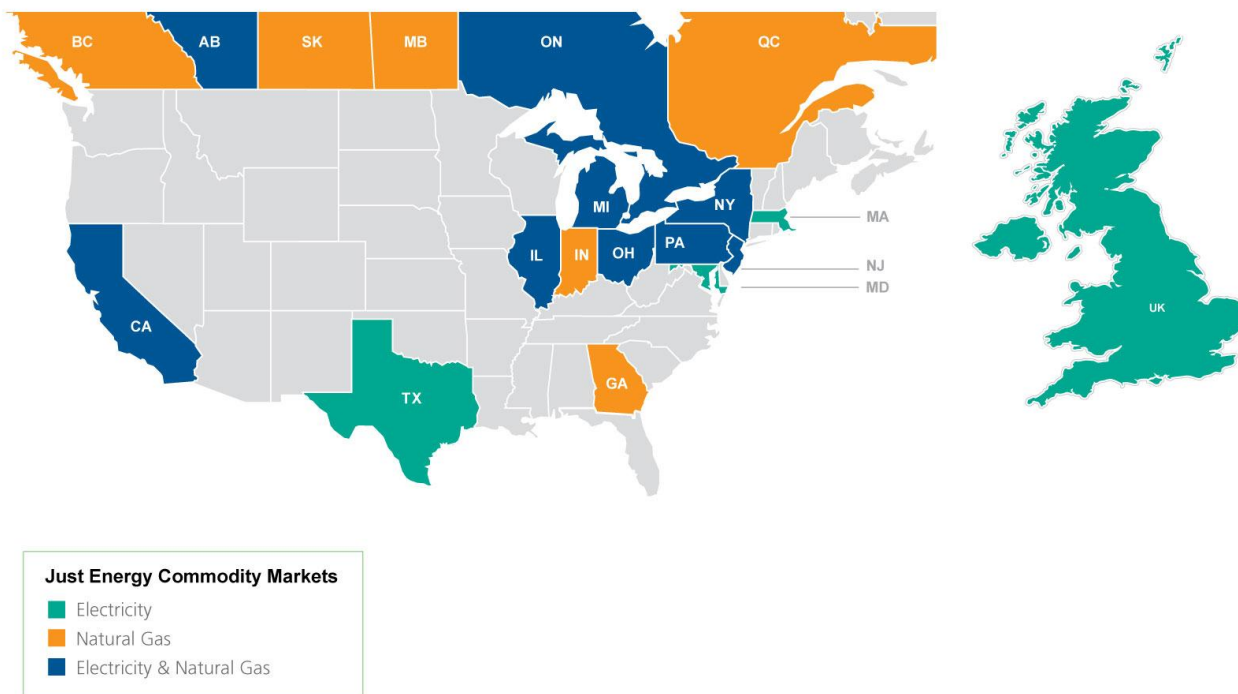 BC
AB
SK
MB
ON
QC
MI
NY
MA
IL
IN
OH
PA
NJ
MD
CA
UK
GA
TX
Just Energy Commodity Markets
Electricity
Natural Gas
Electricity & Natural Gas